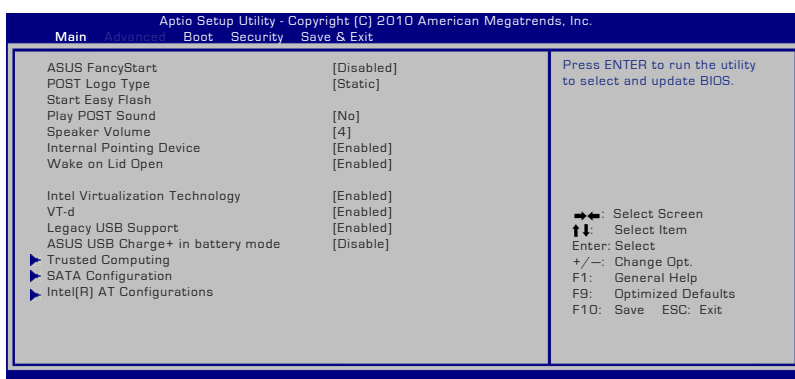 Aptio Setup Utility - Copyright (C) 2010 American Megatrends, Inc.
Main Advanced Boot Security Save & Exit
ASUS FancyStart [Disabled]
POST Logo Type [Static]
Start Easy Flash
Play POST Sound [No]
Speaker Volume [4]
Internal Pointing Device [Enabled]
Wake on Lid Open [Enabled]
Intel Virtualization Technology [Enabled]
VT-d [Enabled]
Legacy USB Support [Enabled]
ASUS USB Charge+ in battery mode [Disable]
Trusted Computing
SATA Configuration
Intel(R) AT Configurations
Press ENTER to run the utility
to select and update BIOS.
→←: Select Screen
↑↓: Select Item
Enter: Select
+/—: Change Opt.
F1: General Help
F9: Optimized Defaults
F10: Save ESC: Exit